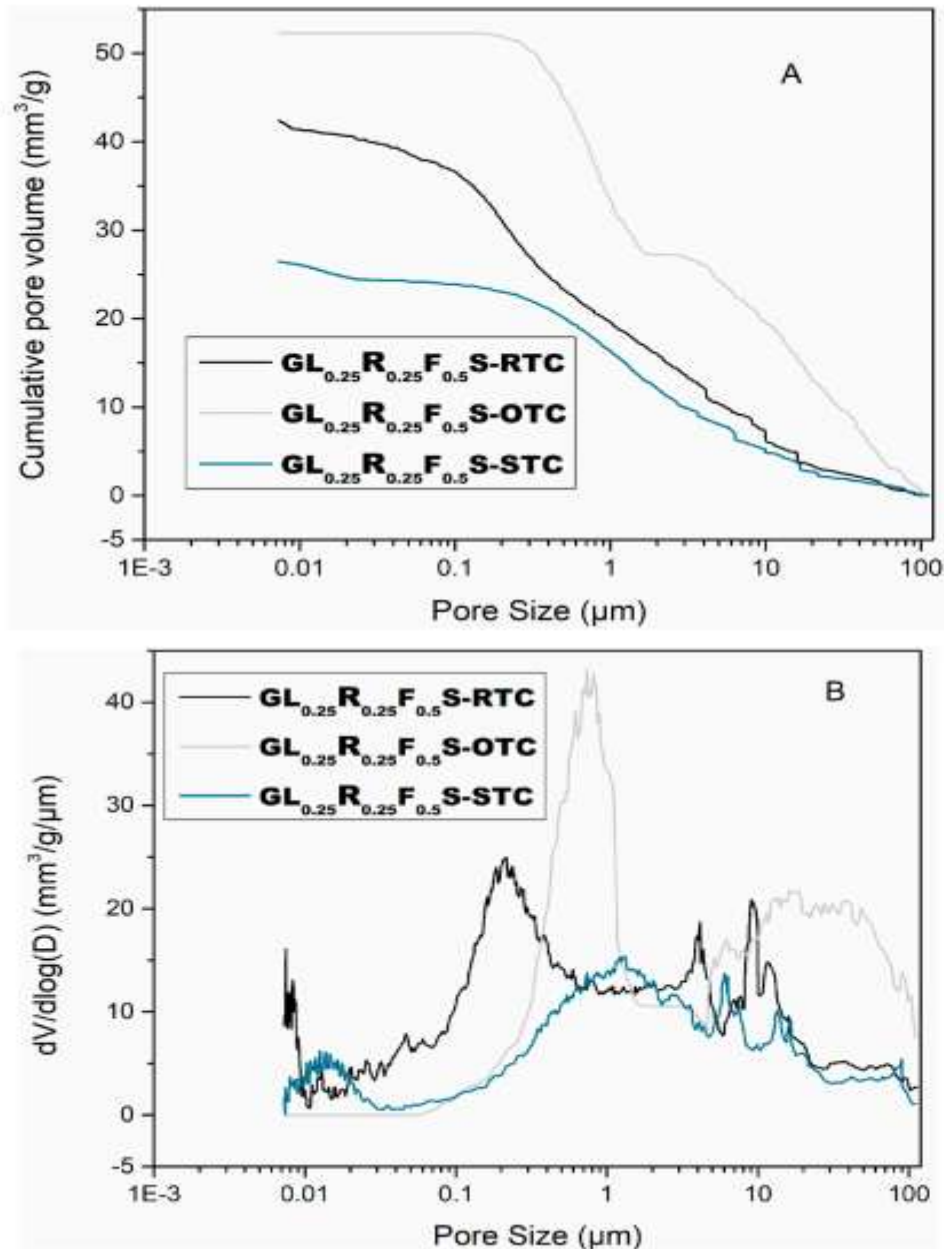 A
Cumulative pore volume (mm³/g)
50
40
30
20
10
0
-5
GL₀.₂₅R₀.₂₅F₀.₅S-RTC
GL₀.₂₅R₀.₂₅F₀.₅S-OTC
GL₀.₂₅R₀.₂₅F₀.₅S-STC
1E-3 0.01 0.1 1 10 100
Pore Size (µm)
B
dV/dlog(D) (mm³/g/µm)
40
30
20
10
0
-5
GL₀.₂₅R₀.₂₅F₀.₅S-RTC
GL₀.₂₅R₀.₂₅F₀.₅S-OTC
GL₀.₂₅R₀.₂₅F₀.₅S-STC
1E-3 0.01 0.1 1 10 100
Pore Size (µm)